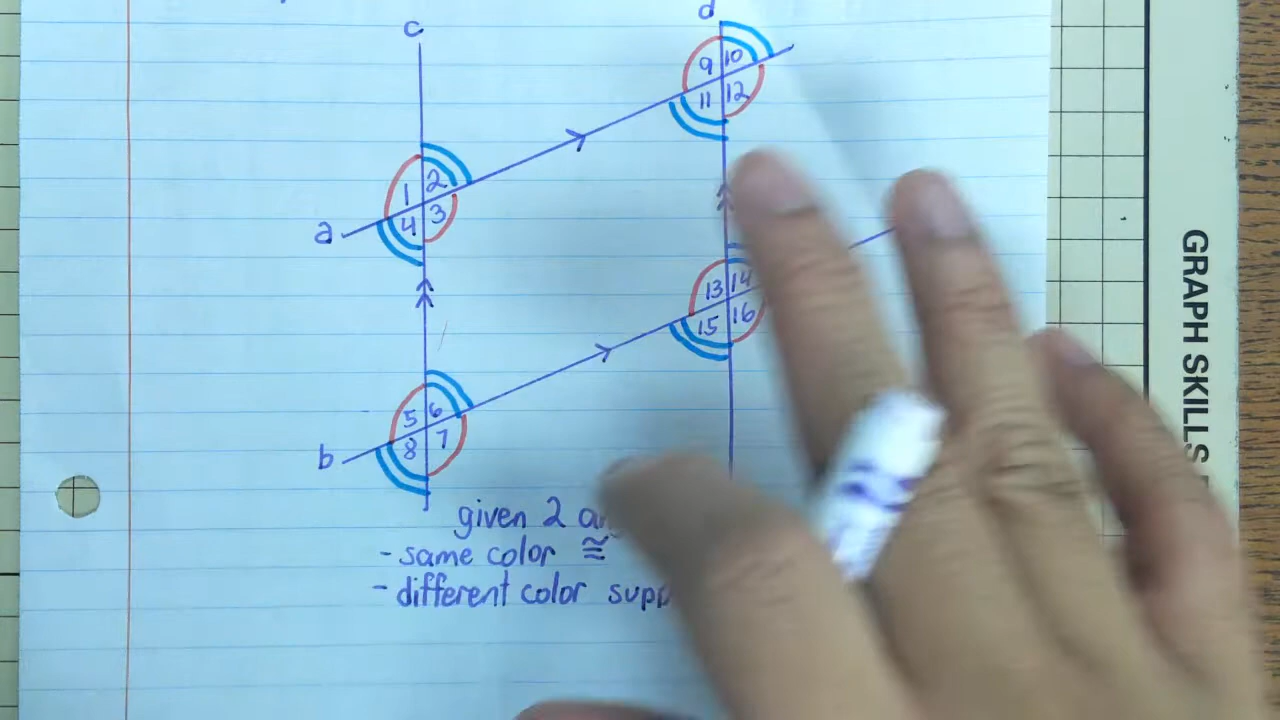 c
d
9 10
11 12
1 2
4 3
a
13 14
15 16
5 6
8 7
b
given 2
- same color ≅
- different color
GRAPH SKILLS